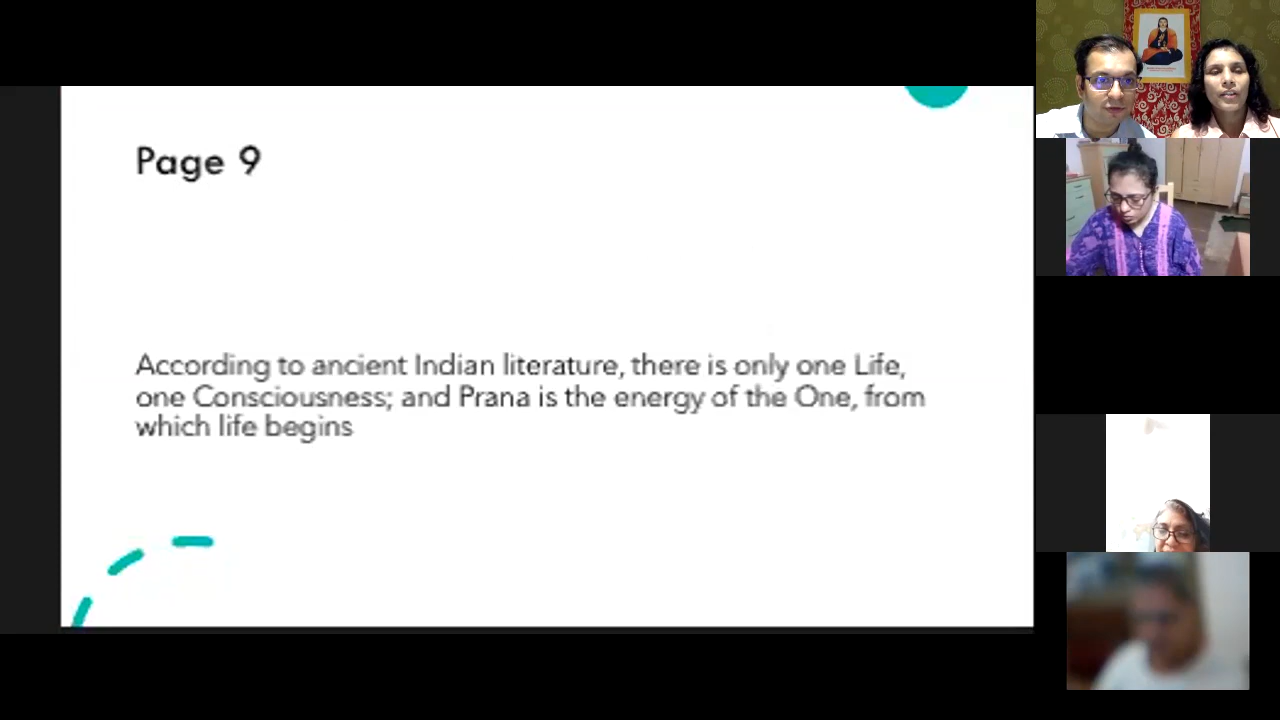 Page 9
According to ancient Indian literature, there is only one Life,
one Consciousness; and Prana is the energy of the One, from
which life begins